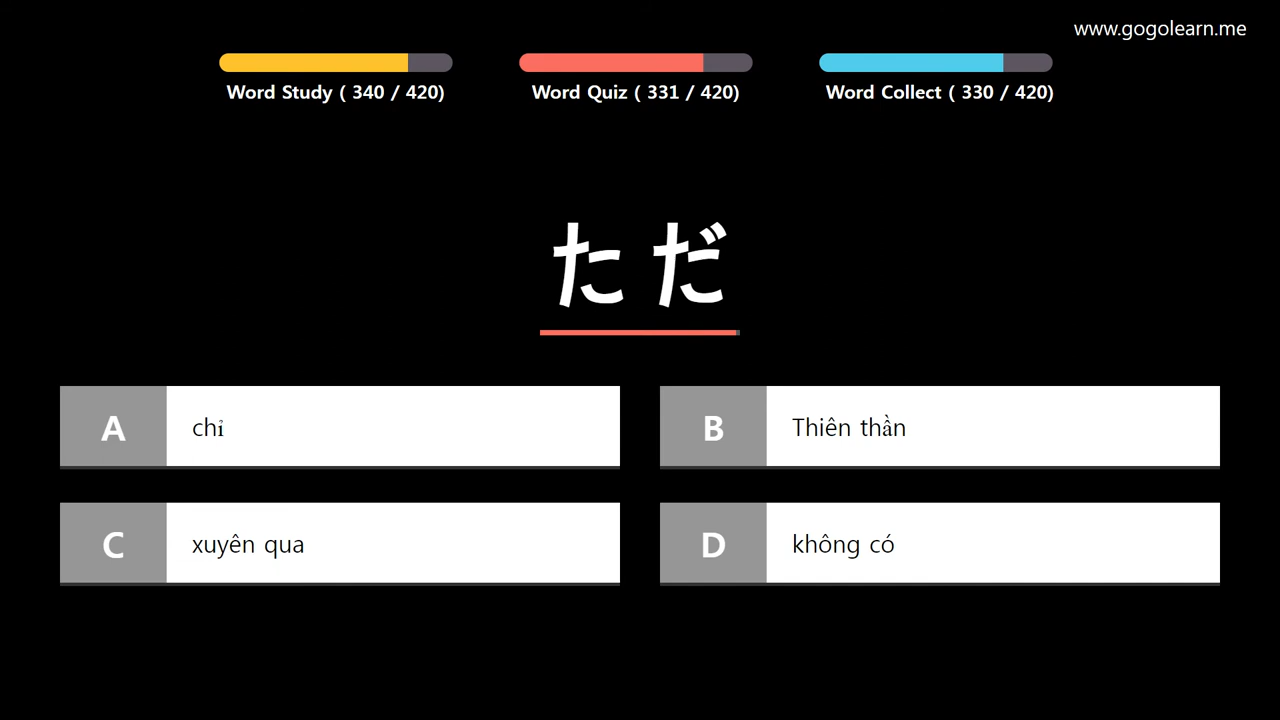 www.gogolearn.me
Word Study ( 340 / 420)
Word Quiz ( 331 / 420)
Word Collect ( 330 / 420)
ただ
A
chỉ
B
Thiên thần
C
xuyên qua
D
không có